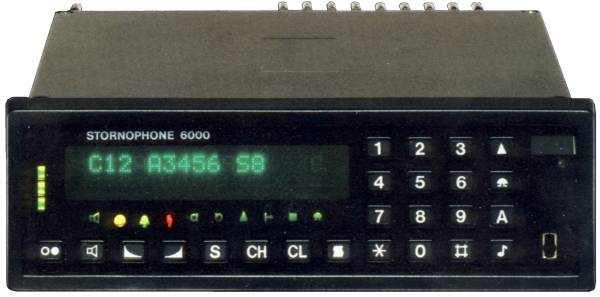 STORNOPHONE 6000
C12 A3456 S8
1 2 3
4 5 6
7 8 9 A
S CH CL * 0 #